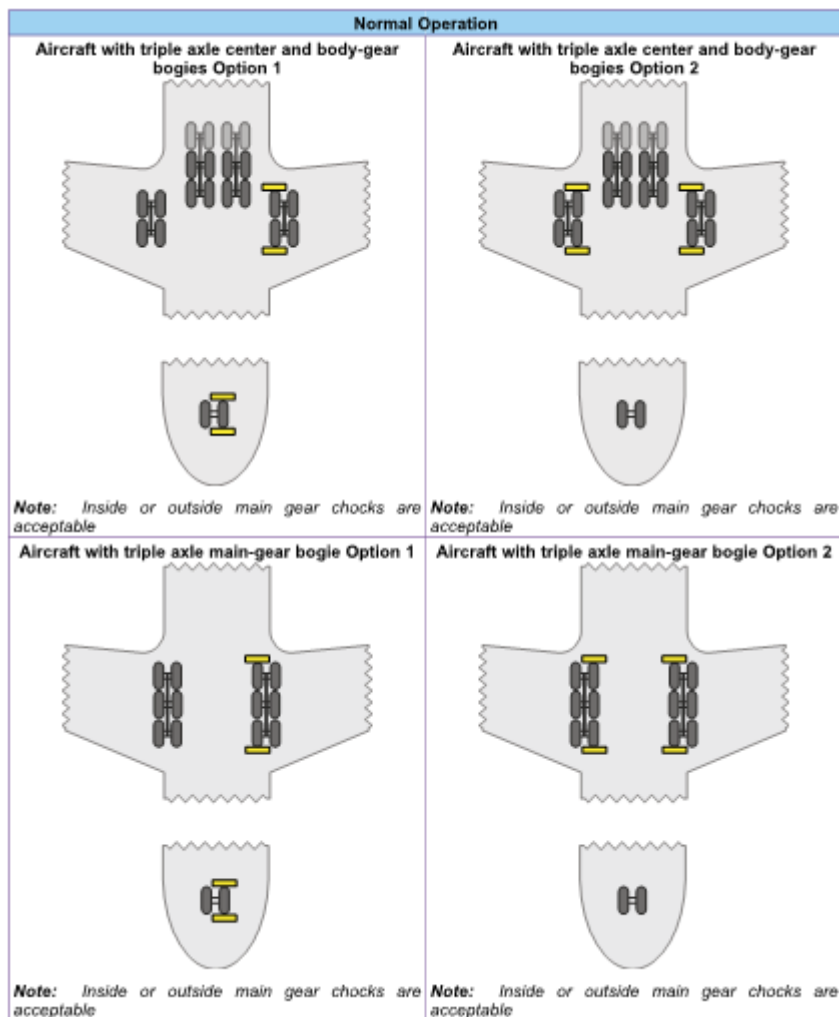 Normal Operation
Aircraft with triple axle center and body-gear
bogies Option 1
Aircraft with triple axle center and body-gear
bogies Option 2
Note: Inside or outside main gear chocks are
acceptable
Note: Inside or outside main gear chocks are
acceptable
Aircraft with triple axle main-gear bogie Option 1
Aircraft with triple axle main-gear bogie Option 2
Note: Inside or outside main gear chocks are
acceptable
Note: Inside or outside main gear chocks are
acceptable